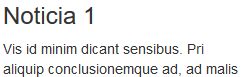 Noticia 1
Vis id minim dicant sensibus. Pri
aliquip conclusionemque ad, ad malis